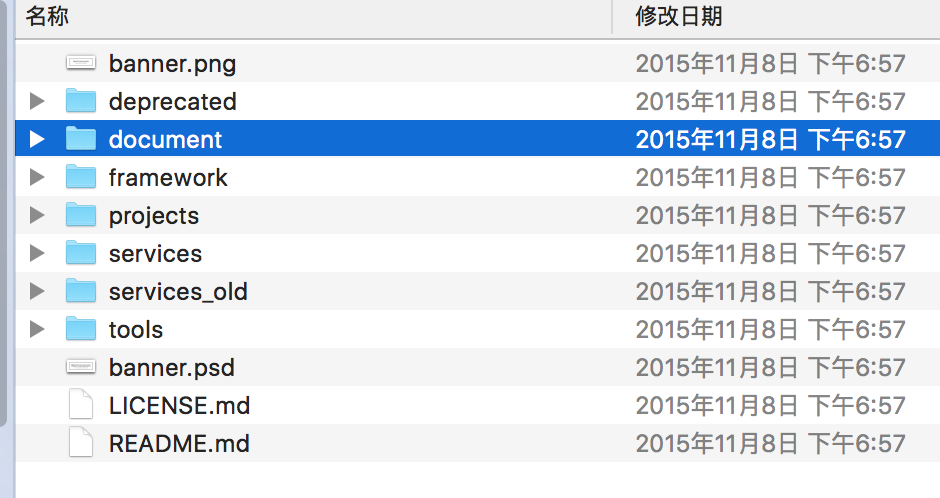 名称 修改日期
banner.png 2015年11月8日 下午6:57
deprecated 2015年11月8日 下午6:57
document 2015年11月8日 下午6:57
framework 2015年11月8日 下午6:57
projects 2015年11月8日 下午6:57
services 2015年11月8日 下午6:57
services_old 2015年11月8日 下午6:57
tools 2015年11月8日 下午6:57
banner.psd 2015年11月8日 下午6:57
LICENSE.md 2015年11月8日 下午6:57
README.md 2015年11月8日 下午6:57